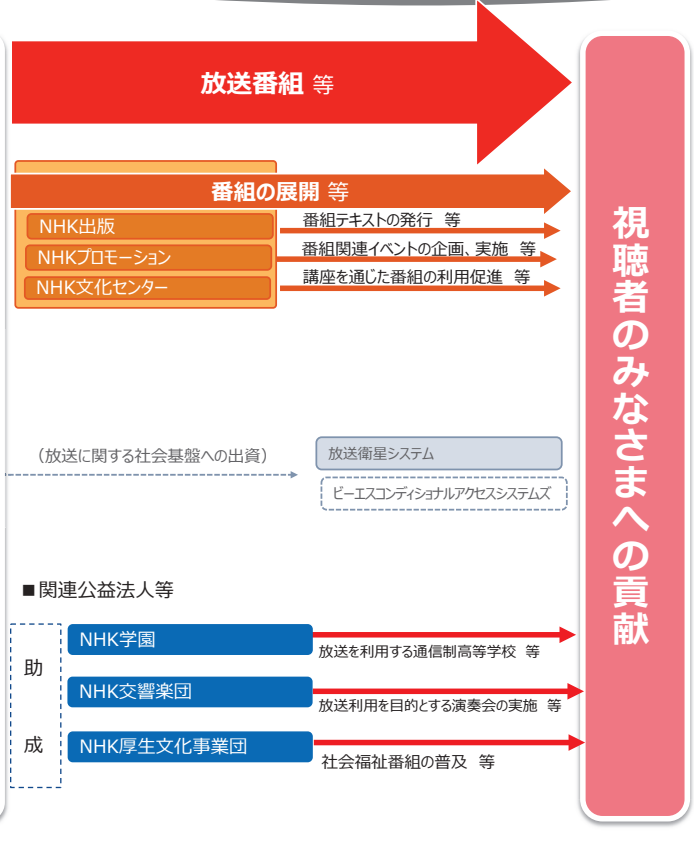 放送番組 等
番組の展開 等
NHK出版
番組テキストの発行 等
NHKプロモーション
番組関連イベントの企画、実施 等
NHK文化センター
講座を通じた番組の利用促進 等
（放送に関する社会基盤への出資）
放送衛星システム
ビーエスコンディショナルアクセスシステムズ
■関連公益法人等
助成
NHK学園
放送を利用する通信制高等学校 等
NHK交響楽団
放送利用を目的とする演奏会の実施 等
NHK厚生文化事業団
社会福祉番組の普及 等
視聴者のみなさまへの貢献